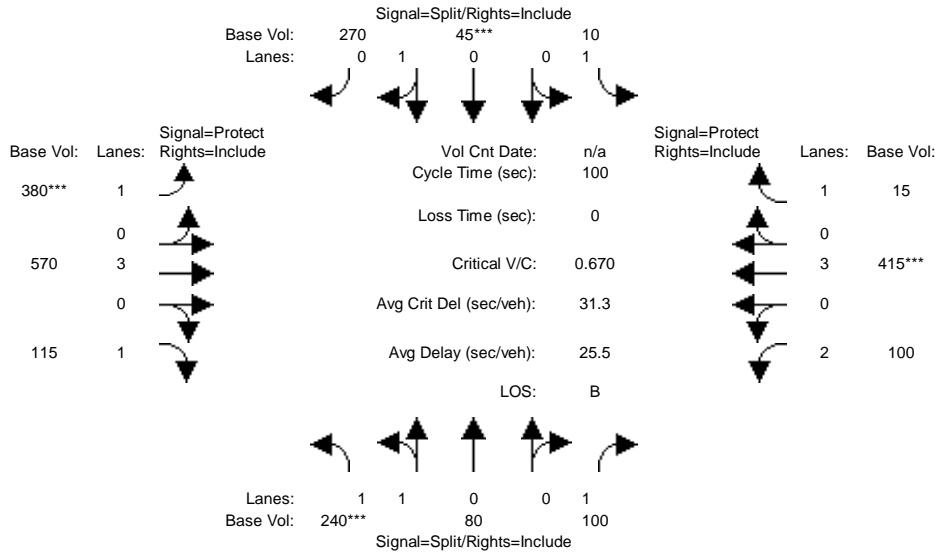 Signal=Split/Rights=Include
Base Vol: 270 45*** 10
Lanes: 0 1 0 0 1
Signal=Protect
Base Vol: Lanes: Rights=Include
Vol Cnt Date: n/a
Signal=Protect
Rights=Include Lanes: Base Vol:
Cycle Time (sec): 100
380*** 1
1 15
Loss Time (sec): 0
0
0
570 3
Critical V/C: 0.670
3 415***
0
Avg Crit Del (sec/veh): 31.3
0
115 1
Avg Delay (sec/veh): 25.5
2 100
LOS: B
Lanes: 1 1 0 0 1
Base Vol: 240*** 80 100
Signal=Split/Rights=Include